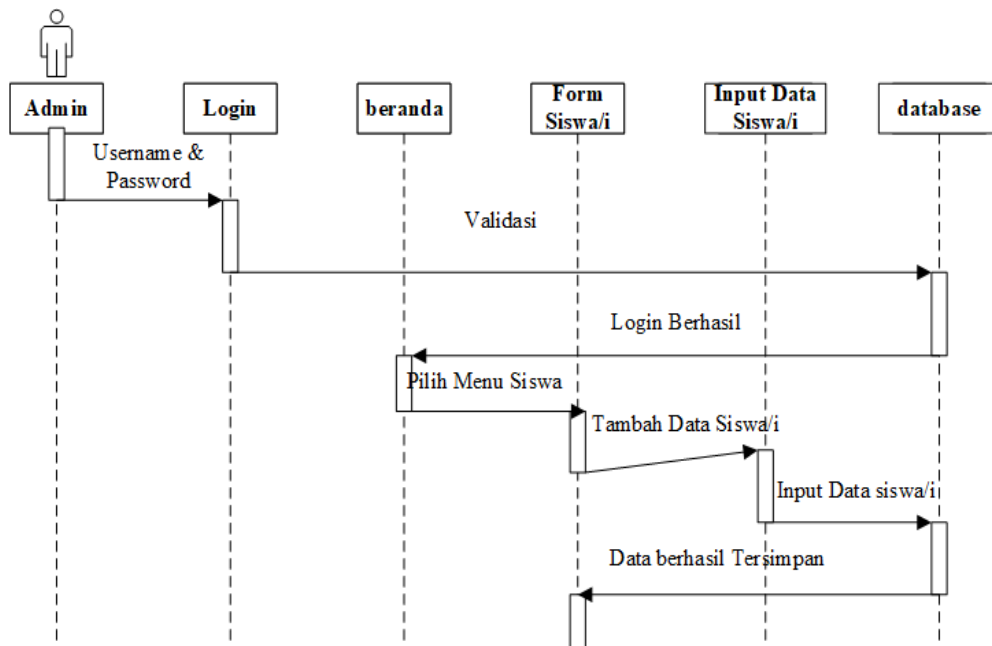 Admin
Login
beranda
Form
Siswa/i
Input Data
Siswa/i
database
Username &
Password
Validasi
Login Berhasil
Pilih Menu Siswa
Tambah Data Siswa/i
Input Data siswa/i
Data berhasil Tersimpan